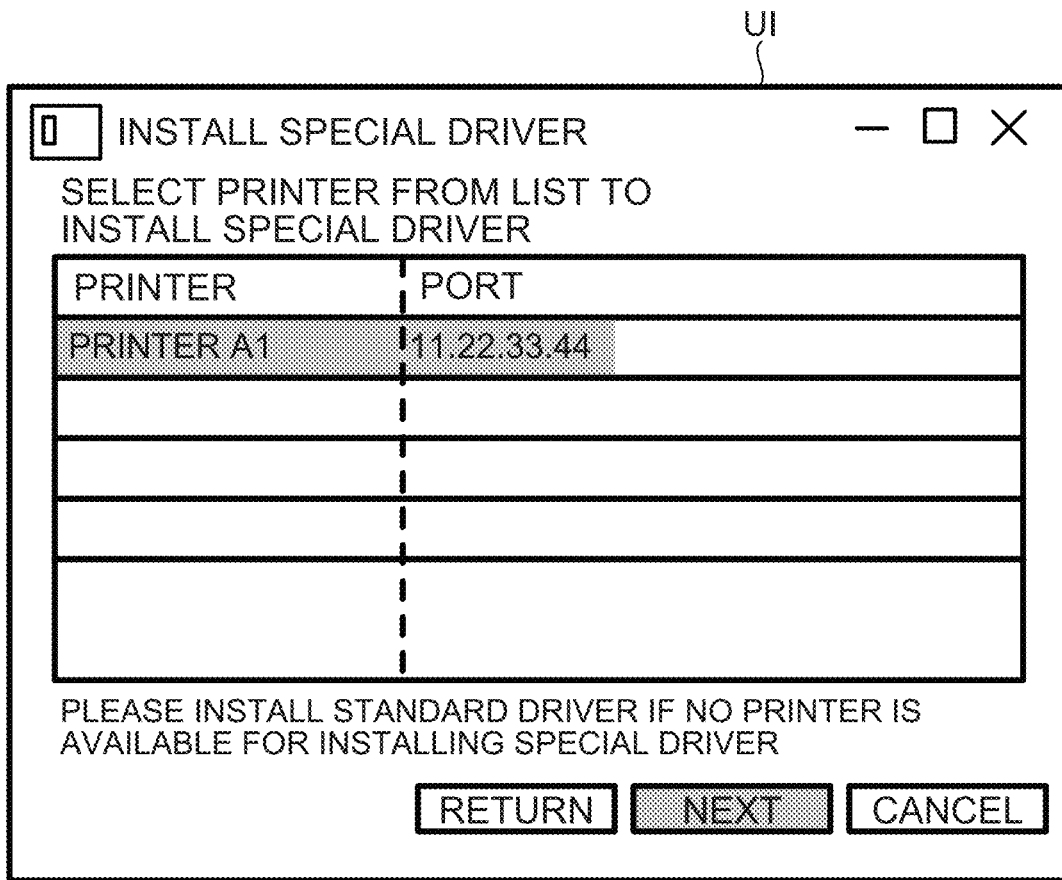 UI
INSTALL SPECIAL DRIVER
SELECT PRINTER FROM LIST TO
INSTALL SPECIAL DRIVER
PRINTER PORT
PRINTER A1 11.22.33.44
PLEASE INSTALL STANDARD DRIVER IF NO PRINTER IS
AVAILABLE FOR INSTALLING SPECIAL DRIVER
RETURN NEXT CANCEL